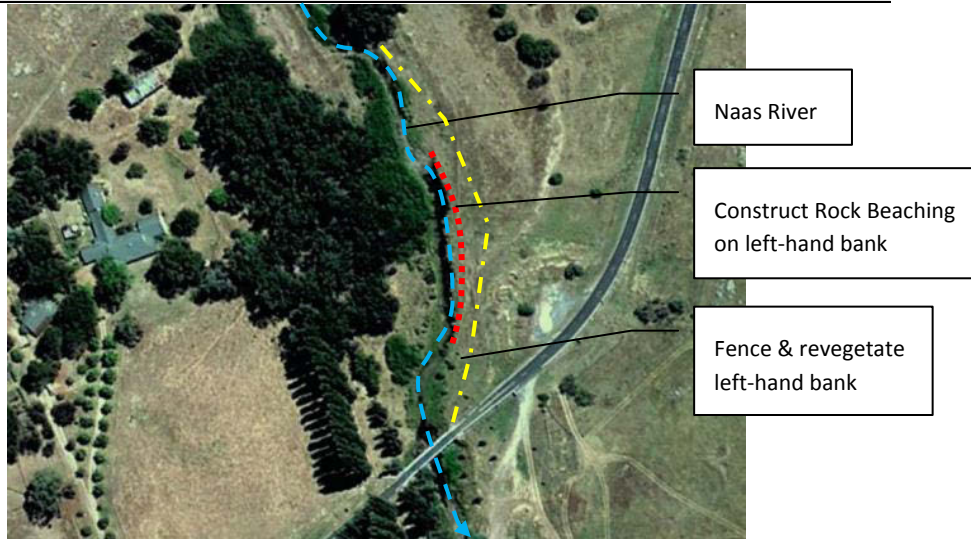 Naas River
Construct Rock Beaching
on left-hand bank
Fence & revegetate
left-hand bank